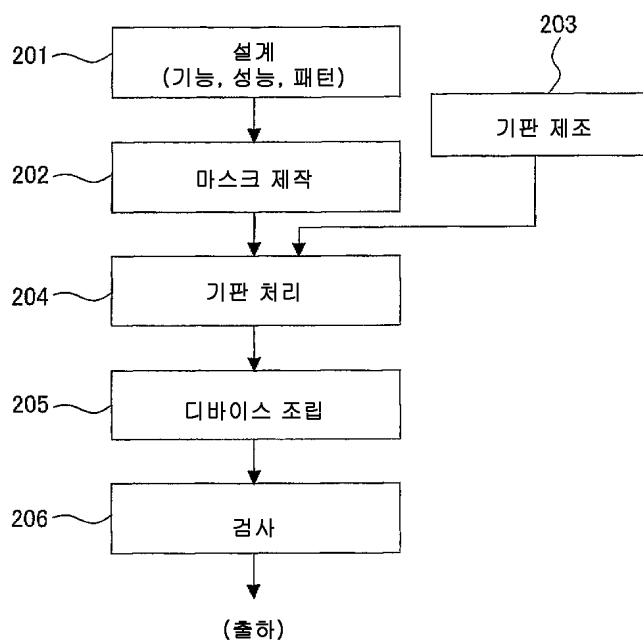 201
설계
(기능, 성능, 패턴)
203
기판 제조
202
마스크 제작
204
기판 처리
205
디바이스 조립
206
검사
(출하)